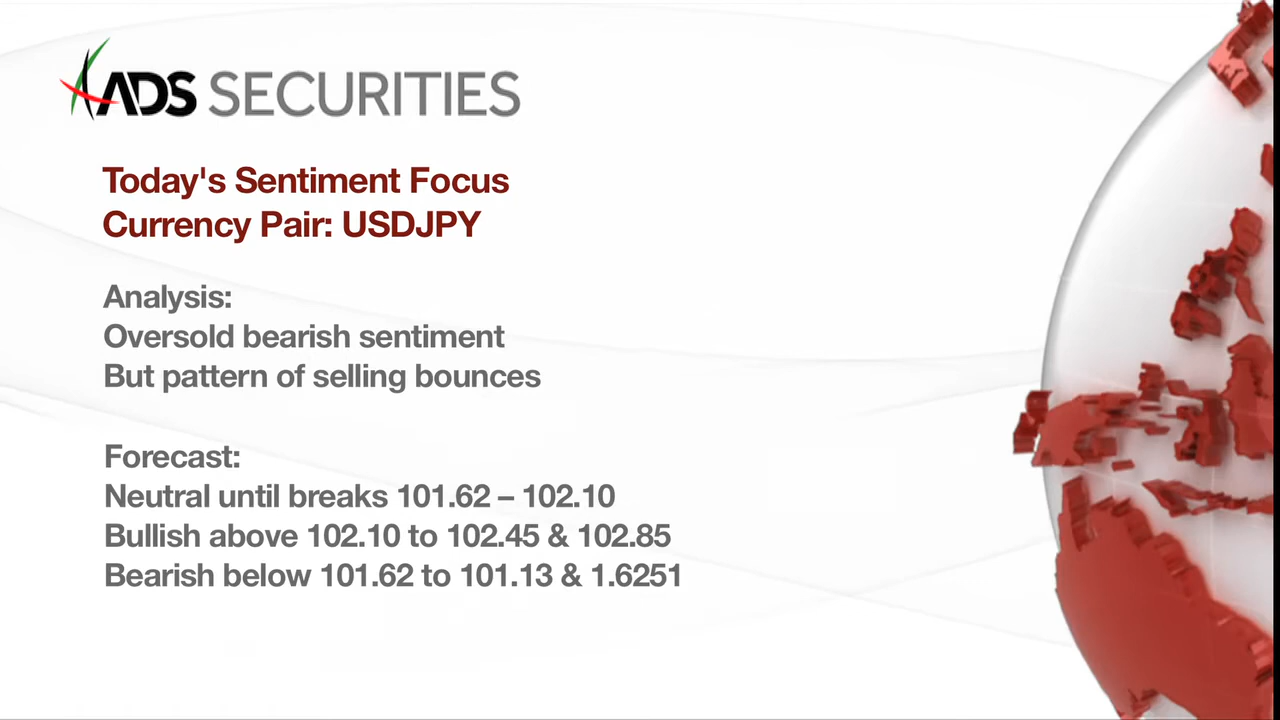 ADS SECURITIES
Today's Sentiment Focus
Currency Pair: USDJPY
Analysis:
Oversold bearish sentiment
But pattern of selling bounces
Forecast:
Neutral until breaks 101.62 – 102.10
Bullish above 102.10 to 102.45 & 102.85
Bearish below 101.62 to 101.13 & 1.6251